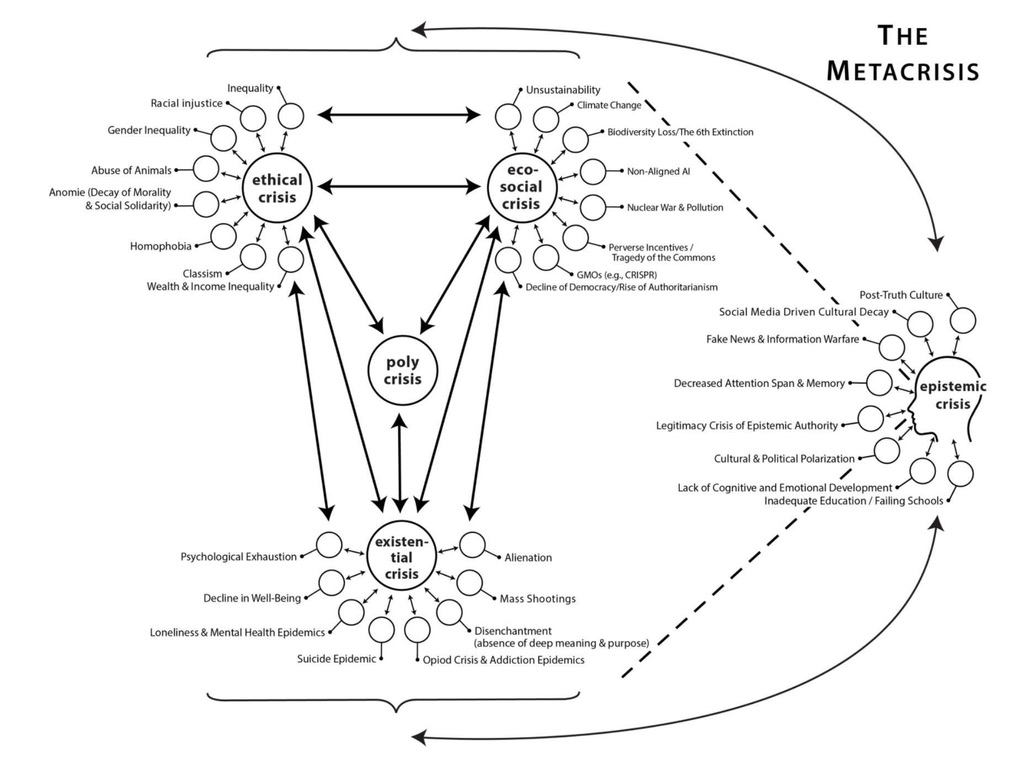 THE
METACRISIS
Inequality
Racial injustice
Gender Inequality
Abuse of Animals
Anomie (Decay of Morality
& Social Solidarity)
Homophobia
Classism
Wealth & Income Inequality
ethical
crisis
Unsustainability
Climate Change
Biodiversity Loss/The 6th Extinction
Non-Aligned AI
Nuclear War & Pollution
Perverse Incentives /
Tragedy of the Commons
GMOs (e.g., CRISPR)
Decline of Democracy/Rise of Authoritarianism
eco-
social
crisis
poly
crisis
Post-Truth Culture
Social Media Driven Cultural Decay
Fake News & Information Warfare
Decreased Attention Span & Memory
Legitimacy Crisis of Epistemic Authority
Cultural & Political Polarization
Lack of Cognitive and Emotional Development
Inadequate Education / Failing Schools
epistemic
crisis
existen-
tial
crisis
Psychological Exhaustion
Decline in Well-Being
Loneliness & Mental Health Epidemics
Suicide Epidemic
Alienation
Mass Shootings
Disenchantment
(absence of deep meaning & purpose)
Opiod Crisis & Addiction Epidemics